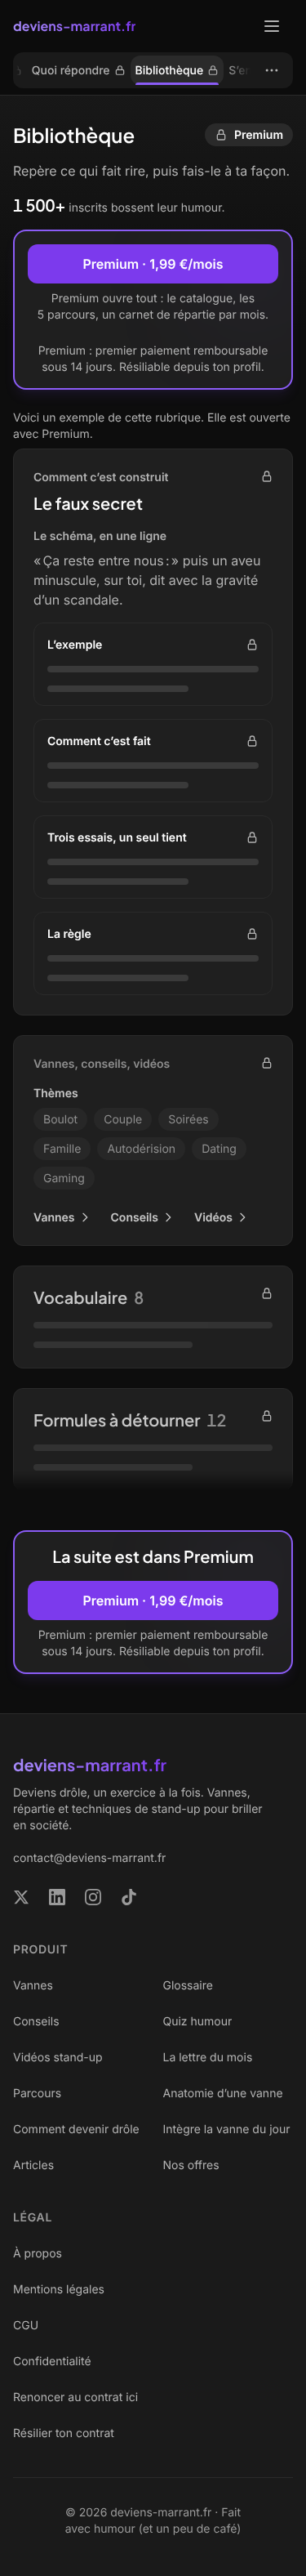 deviens-marrant.fr
Quoi répondre
Bibliothèque
Bibliothèque
Premium
Repère ce qui fait rire, puis fais-le à ta façon.
1 500+ inscrits bossent leur humour.
Premium · 1,99 €/mois
Premium ouvre tout : le catalogue, les
5 parcours, un carnet de répartie par mois.
Premium : premier paiement remboursable
sous 14 jours. Résiliable depuis ton profil.
Voici un exemple de cette rubrique. Elle est ouverte
avec Premium.
Comment c’est construit
Le faux secret
Le schéma, en une ligne
« Ça reste entre nous : » puis un aveu
minuscule, sur toi, dit avec la gravité
d’un scandale.
L’exemple
Comment c’est fait
Trois essais, un seul tient
La règle
Vannes, conseils, vidéos
Thèmes
Boulot
Couple
Soirées
Famille
Autodérision
Dating
Gaming
Vannes
Conseils
Vidéos
Vocabulaire 8
Formules à détourner 12
La suite est dans Premium
Premium · 1,99 €/mois
Premium : premier paiement remboursable
sous 14 jours. Résiliable depuis ton profil.
deviens-marrant.fr
Deviens drôle, un exercice à la fois. Vannes,
répartie et techniques de stand-up pour briller
en société.
contact@deviens-marrant.fr
PRODUIT
Vannes
Glossaire
Conseils
Quiz humour
Vidéos stand-up
La lettre du mois
Parcours
Anatomie d’une vanne
Comment devenir drôle
Intègre la vanne du jour
Articles
Nos offres
LÉGAL
À propos
Mentions légales
CGU
Confidentialité
Renoncer au contrat ici
Résilier ton contrat
© 2026 deviens-marrant.fr · Fait
avec humour (et un peu de café)